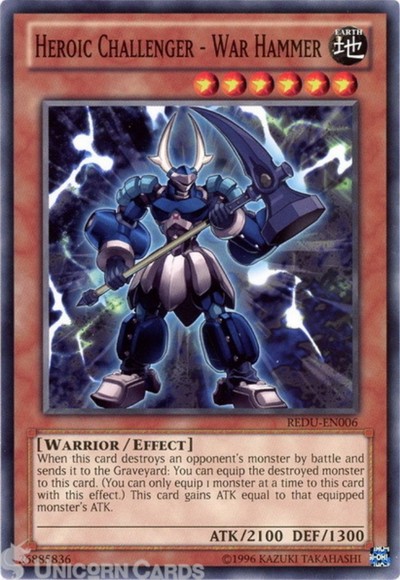 HEROIC CHALLENGER - WAR HAMMER
EARTH
地
REDU-EN006
[WARRIOR / EFFECT]
When this card destroys an opponent's monster by battle and
sends it to the Graveyard: You can equip the destroyed monster
to this card. (You can only equip 1 monster at a time to this card
with this effect.) This card gains ATK equal to that equipped
monster's ATK.
ATK/2100 DEF/1300
5885836
©1996 KAZUKI TAKAHASHI
UNICORN CARDS